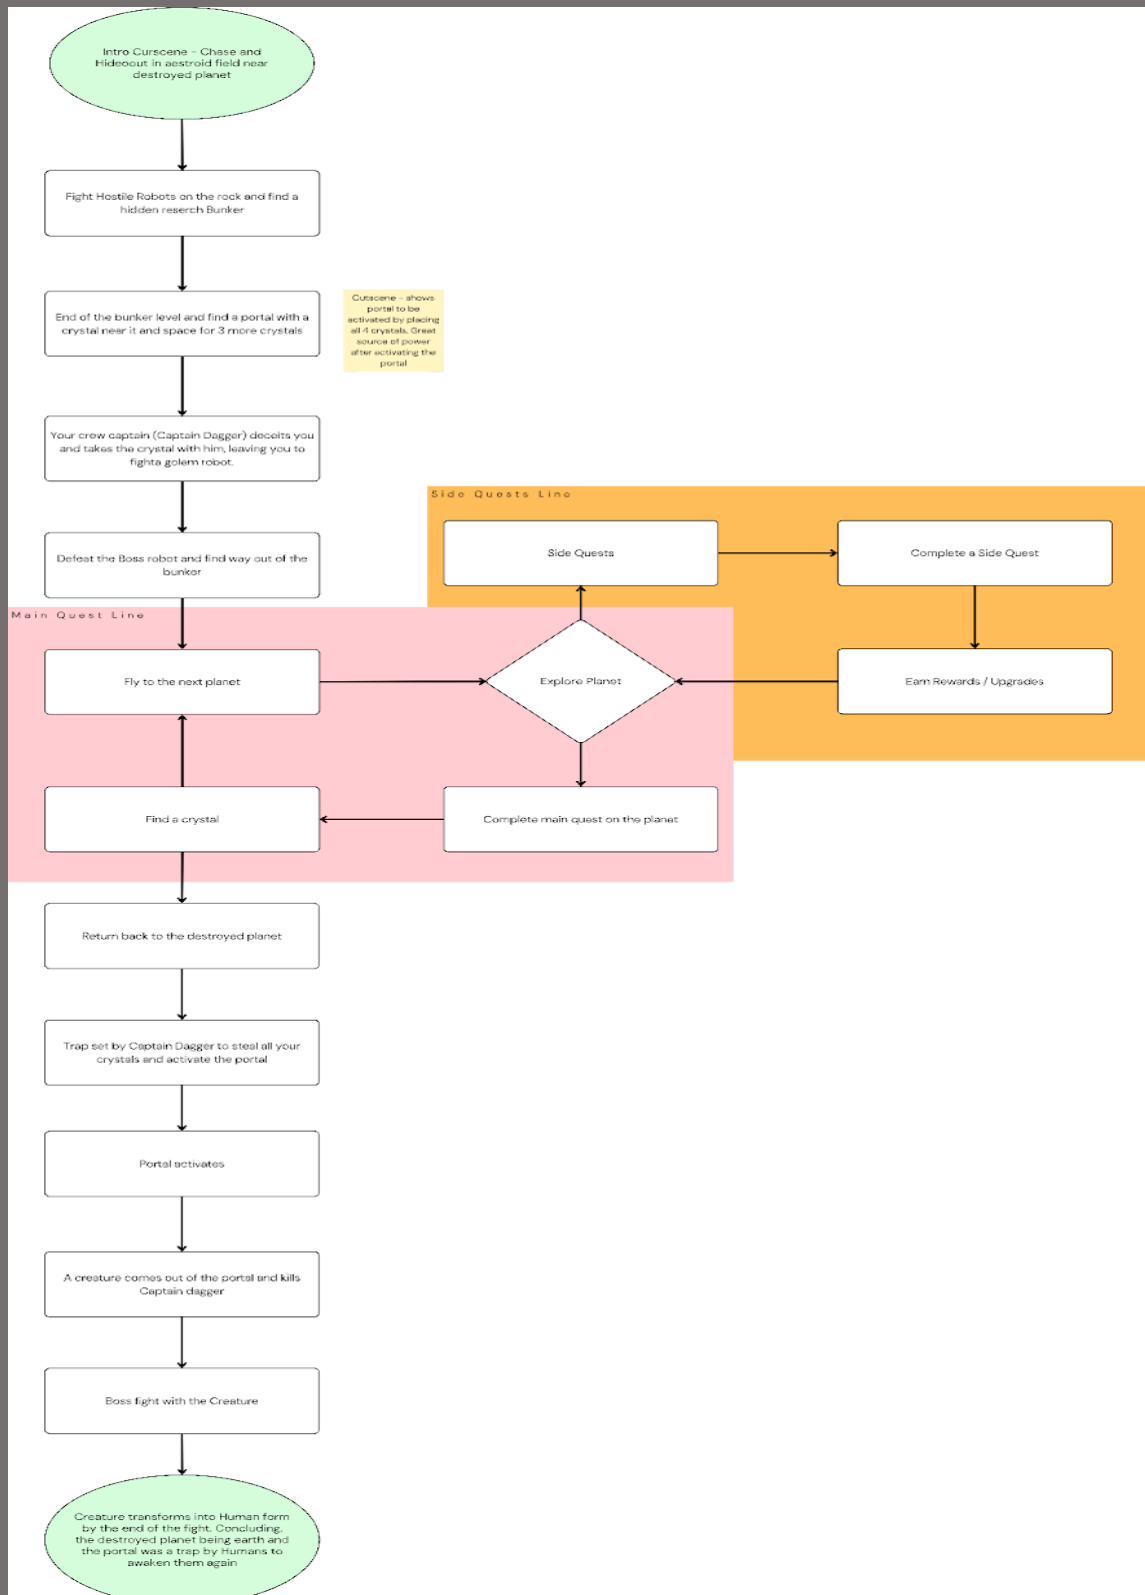 Intro Curscene - Chase and
Hideoout in aestroid field near
destroyed planet
Fight Hostile Robots on the rock and find a
hidden reserch Bunker
End of the bunker level and find a portal with a
crystal near it and space for 3 more crystals
Cutscene - shows
portal to be
activated by placing
all 4 crystals. Great
source of power
after activating the
portal
Your crew captain (Captain Dagger) deceits you
and takes the crystal with him, leaving you to
fighta golem robot.
Defeat the Boss robot and find way out of the
bunker
Side Quests Line
Side Quests
Complete a Side Quest
Main Quest Line
Fly to the next planet
Explore Planet
Earn Rewards / Upgrades
Find a crystal
Complete main quest on the planet
Return back to the destroyed planet
Trap set by Captain Dagger to steal all your
crystals and activate the portal
Portal activates
A creature comes out of the portal and kills
Captain dagger
Boss fight with the Creature
Creature transforms into Human form
by the end of the fight. Concluding,
the destroyed planet being earth and
the portal was a trap by Humans to
awaken them again